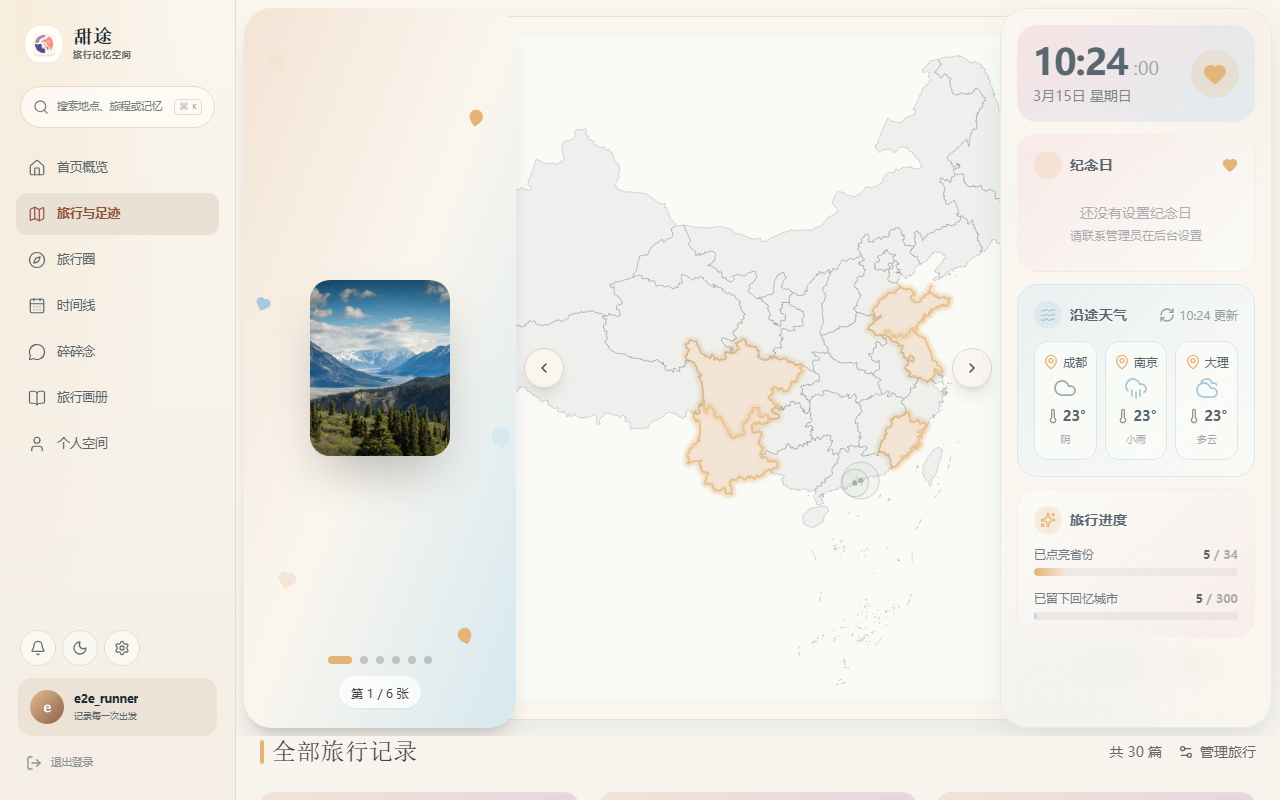 甜途
旅行记忆空间
搜索地点、旅程或记忆 ⌘ K
首页概览
旅行与足迹
旅行圈
时间线
碎碎念
旅行画册
个人空间
e
e2e_runner
记录每一次出发
退出登录
第 1 / 6 张
10:24 :00
3月15日 星期日
纪念日
还没有设置纪念日
请联系管理员在后台设置
沿途天气 10:24 更新
成都 南京 大理
23° 23° 23°
阴 小雨 多云
旅行进度
已点亮省份 5 / 34
已留下回忆城市 5 / 300
全部旅行记录 共 30 篇 管理旅行